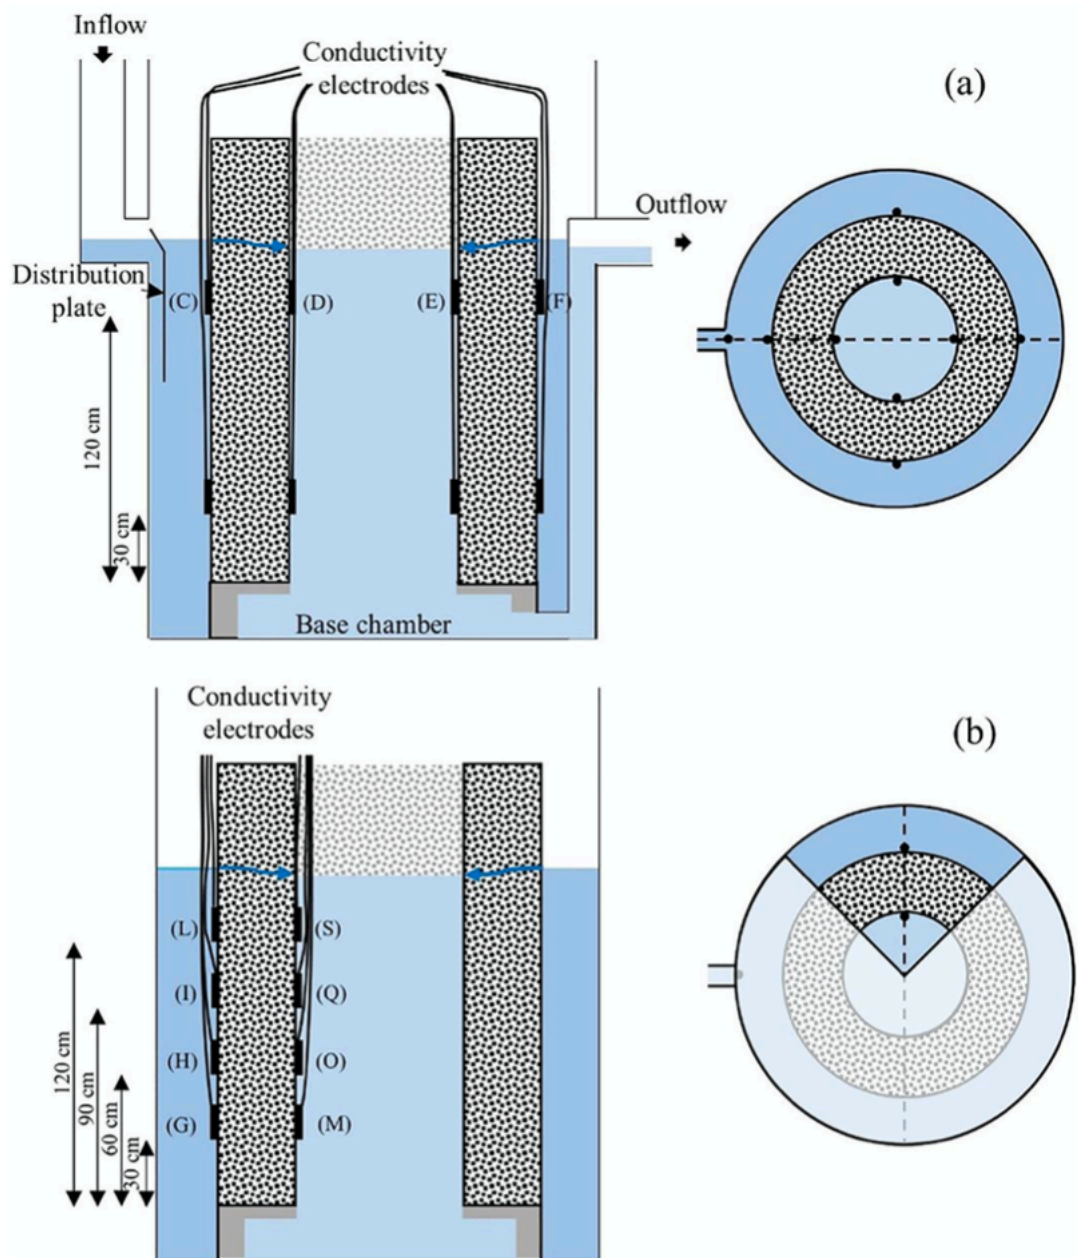 Inflow
Conductivity
electrodes
(a)
Outflow
Distribution
plate
(C)
(D)
(E)
(F)
120 cm
30 cm
Base chamber
Conductivity
electrodes
(b)
(L)
(S)
(I)
(Q)
(H)
(O)
(G)
(M)
120 cm
90 cm
60 cm
30 cm